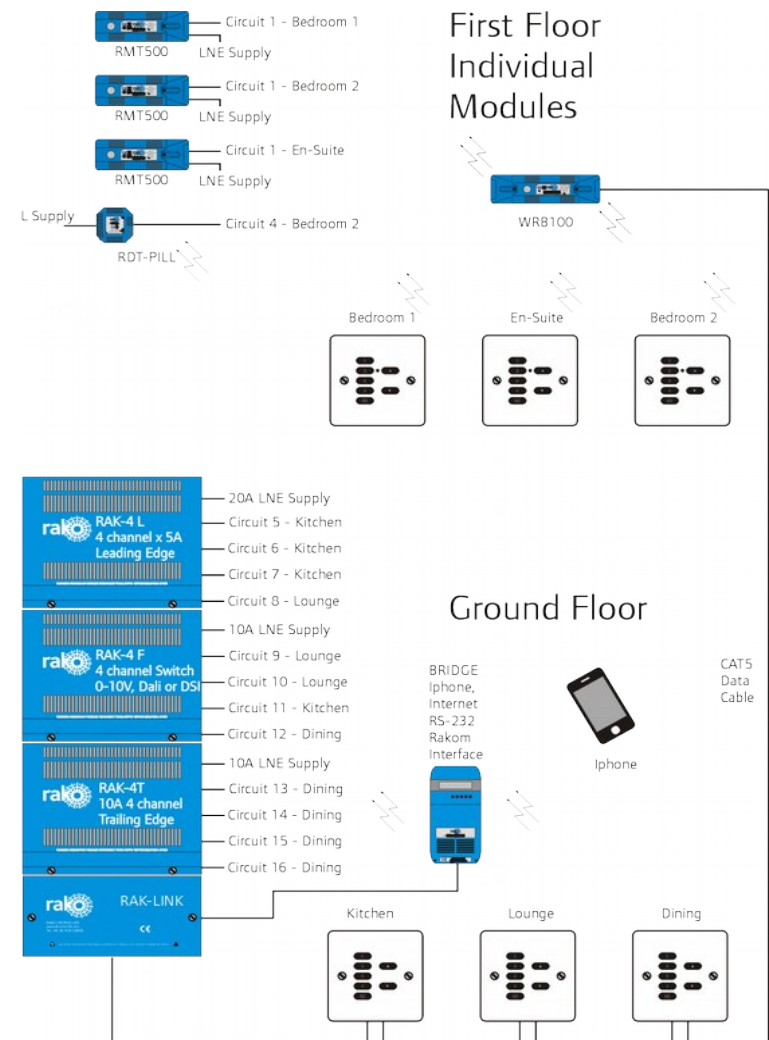 Circuit 1 - Bedroom 1
RMT500
LNE Supply
Circuit 1 - Bedroom 2
RMT500
LNE Supply
Circuit 1 - En-Suite
RMT500
LNE Supply
L Supply
Circuit 4 - Bedroom 2
RDT-PILL
First Floor
Individual
Modules
WRB100
Bedroom 1
En-Suite
Bedroom 2
rako
RAK-4 L
4 channel x 5A
Leading Edge
20A LNE Supply
Circuit 5 - Kitchen
Circuit 6 - Kitchen
Circuit 7 - Kitchen
Circuit 8 - Lounge
rako
RAK-4 F
4 channel Switch
0-10V, Dali or DSI
10A LNE Supply
Circuit 9 - Lounge
Circuit 10 - Lounge
Circuit 11 - Kitchen
Circuit 12 - Dining
rako
RAK-4T
10A 4 channel
Trailing Edge
10A LNE Supply
Circuit 13 - Dining
Circuit 14 - Dining
Circuit 15 - Dining
Circuit 16 - Dining
rako
RAK-LINK
CE
Ground Floor
BRIDGE
Iphone,
Internet
RS-232
Rakom
Interface
Iphone
CAT5
Data
Cable
Kitchen
Lounge
Dining